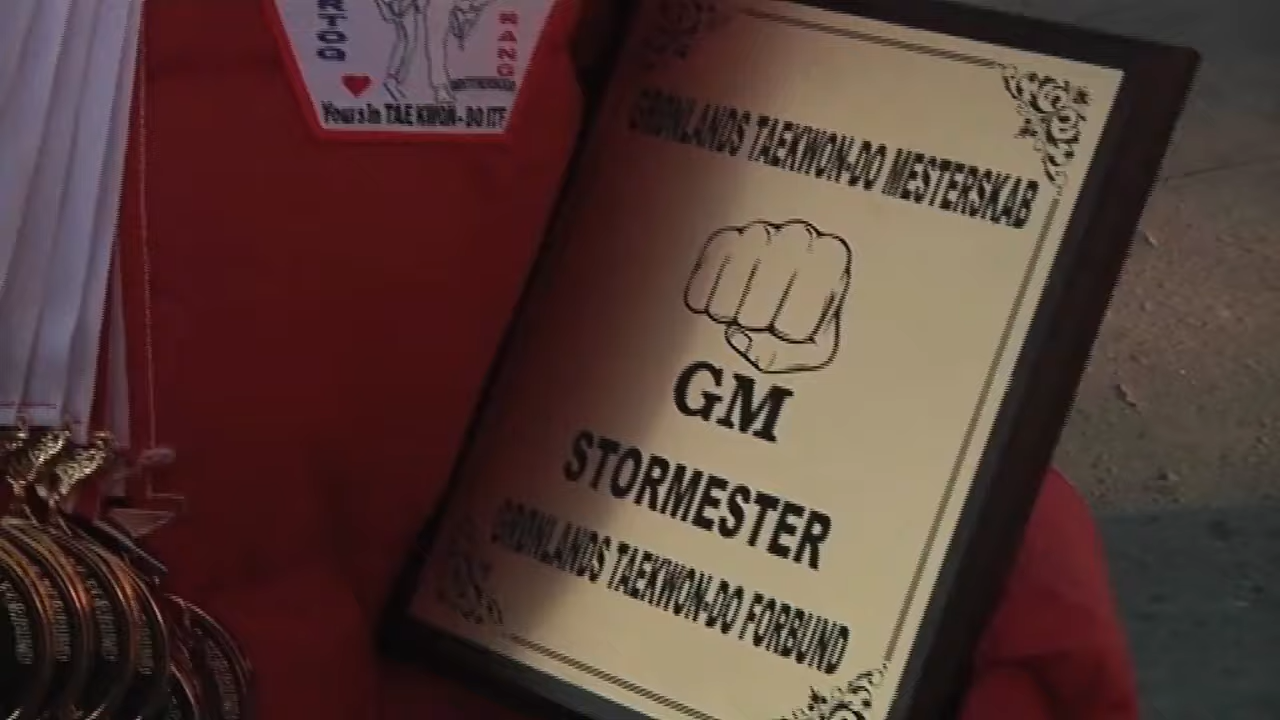 Yours in TAE KWON-DO ITF
GRØNLANDS TAEKWON-DO MESTERSKAB
GM
STORMESTER
GRØNLANDS TAEKWON-DO FORBUND